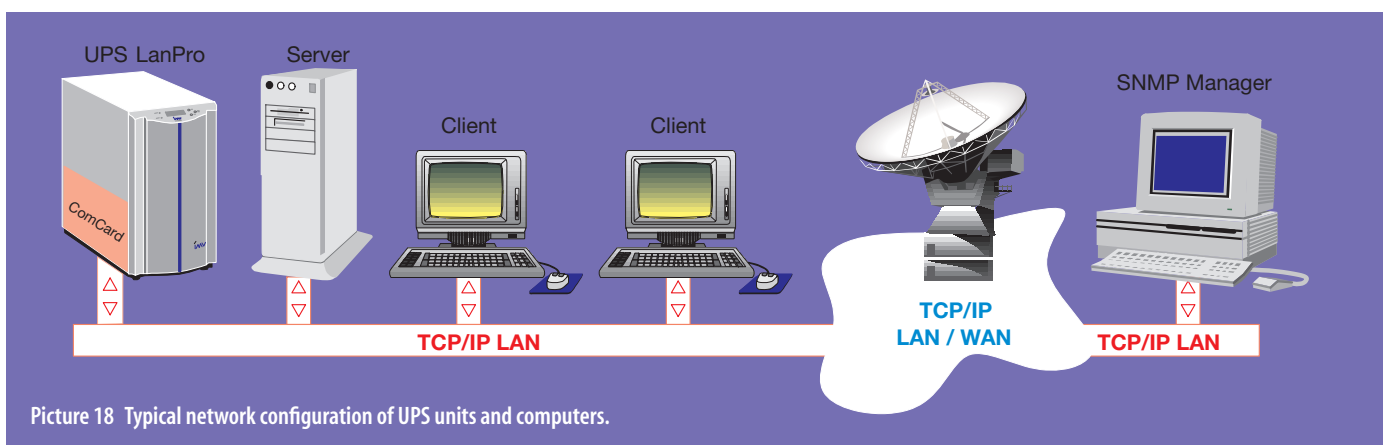 UPS LanPro
Server
Client
Client
SNMP Manager
ComCard
TCP/IP
LAN / WAN
TCP/IP LAN
TCP/IP LAN
Picture 18 Typical network configuration of UPS units and computers.